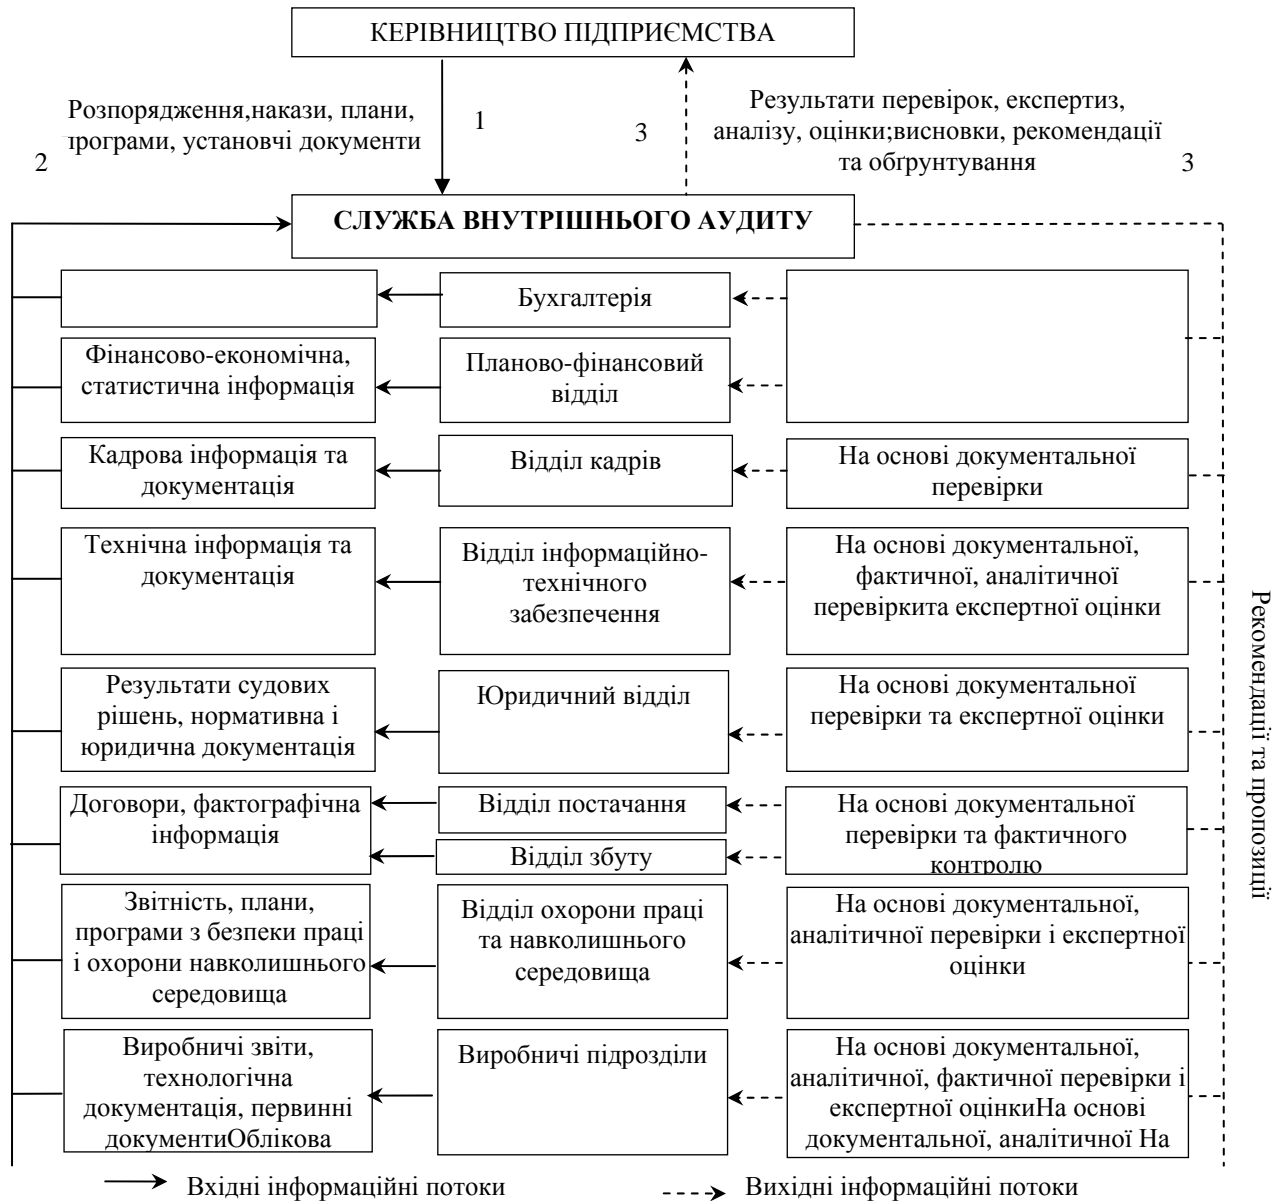 КЕРІВНИЦТВО ПІДПРИЄМСТВА
Розпорядження,накази, плани,
програми, установчі документи
1
2
3
Результати перевірок, експертиз,
аналізу, оцінки;висновки, рекомендації
та обґрунтування
3
СЛУЖБА ВНУТРІШНЬОГО АУДИТУ
Бухгалтерія
Фінансово-економічна,
статистична інформація
Планово-фінансовий
відділ
Кадрова інформація та
документація
Відділ кадрів
На основі документальної
перевірки
Технічна інформація та
документація
Відділ інформаційно-
технічного
забезпечення
На основі документальної,
фактичної, аналітичної
перевіркита експертної оцінки
Результати судових
рішень, нормативна і
юридична документація
Юридичний відділ
На основі документальної
перевірки та експертної оцінки
Договори, фактографічна
інформація
Відділ постачання
Відділ збуту
На основі документальної
перевірки та фактичного
контролю
Звітність, плани,
програми з безпеки праці
і охорони навколишнього
середовища
Відділ охорони праці
та навколишнього
середовища
На основі документальної,
аналітичної перевірки і експертної
оцінки
Виробничі звіти,
технологічна
документація, первинні
документиОблікова
Виробничі підрозділи
На основі документальної,
аналітичної, фактичної перевірки і
експертної оцінкиНа основі
документальної, аналітичної На
Рекомендації та пропозиції
Вхідні інформаційні потоки
Вихідні інформаційні потоки